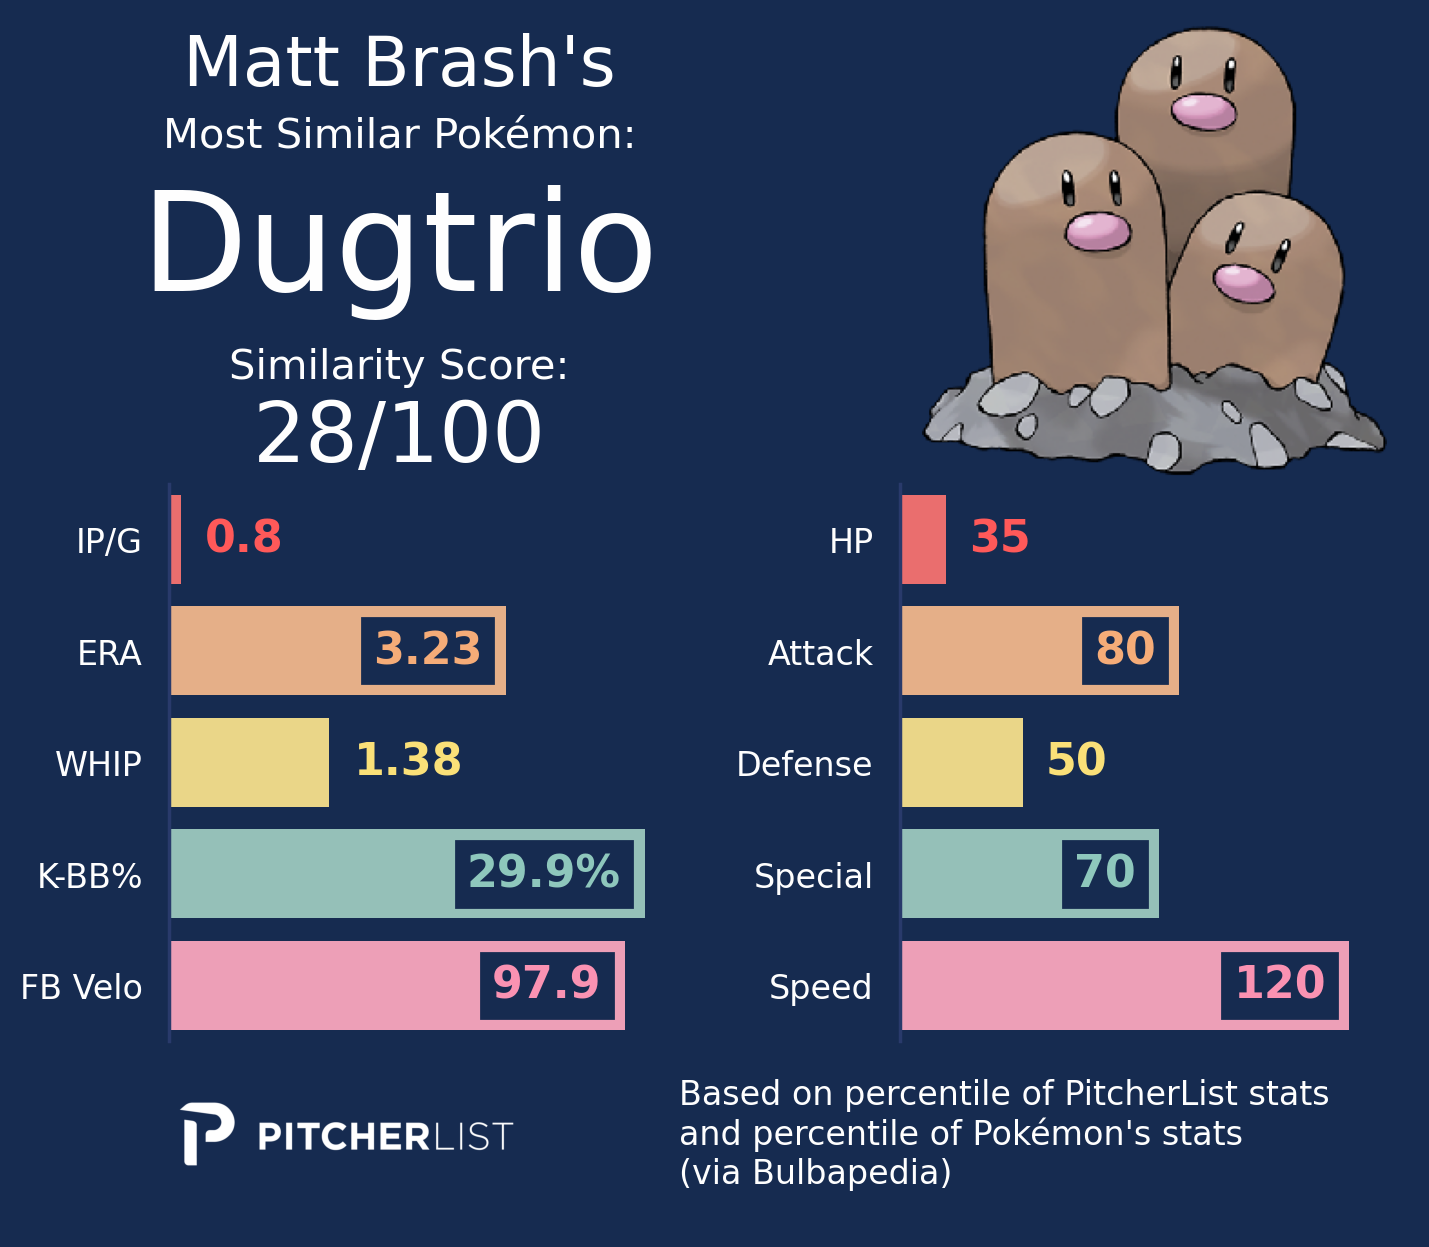 Matt Brash's
Most Similar Pokémon:
Dugtrio
Similarity Score:
28/100
IP/G 0.8
ERA 3.23
WHIP 1.38
K-BB% 29.9%
FB Velo 97.9
HP 35
Attack 80
Defense 50
Special 70
Speed 120
PITCHERLIST
Based on percentile of PitcherList stats
and percentile of Pokémon's stats
(via Bulbapedia)